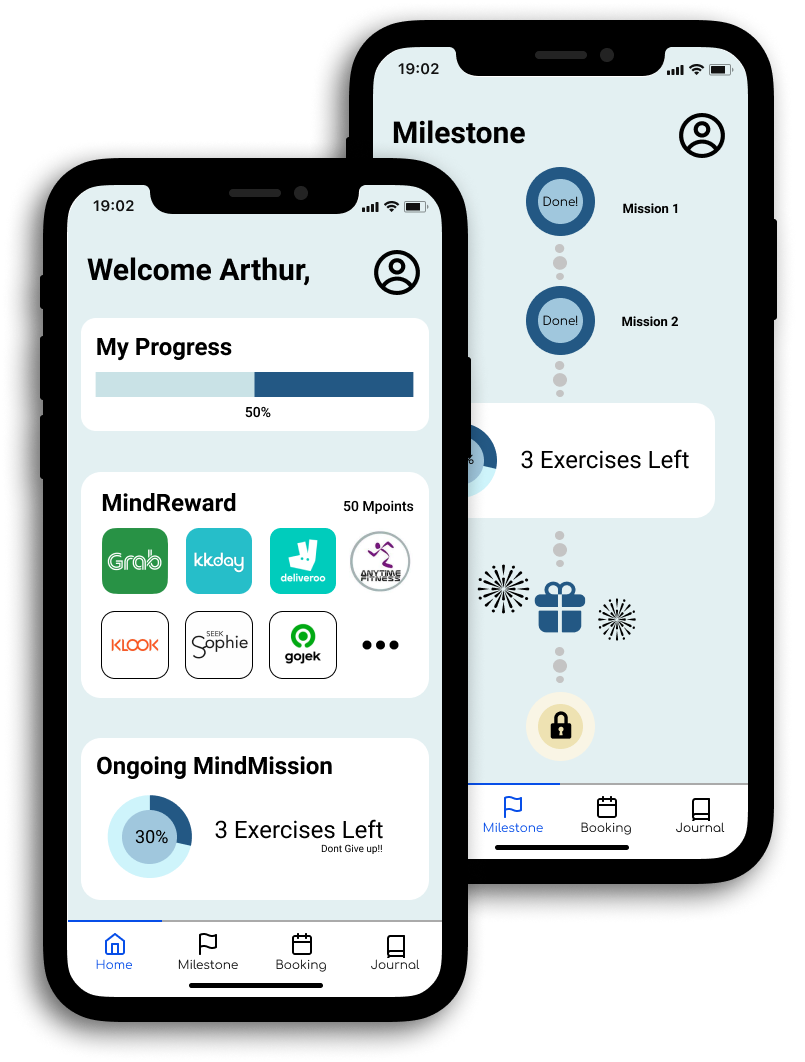 19:02
Milestone
Done!
Mission 1
Done!
Mission 2
%
3 Exercises Left
Milestone
Booking
Journal
19:02
Welcome Arthur,
My Progress
50%
MindReward
50 Mpoints
Grab
kkday
deliveroo
ANYTIME
FITNESS
KLOOK
SEEK
Sophie
gojek
Ongoing MindMission
30%
3 Exercises Left
Dont Give up!!
Home
Milestone
Booking
Journal